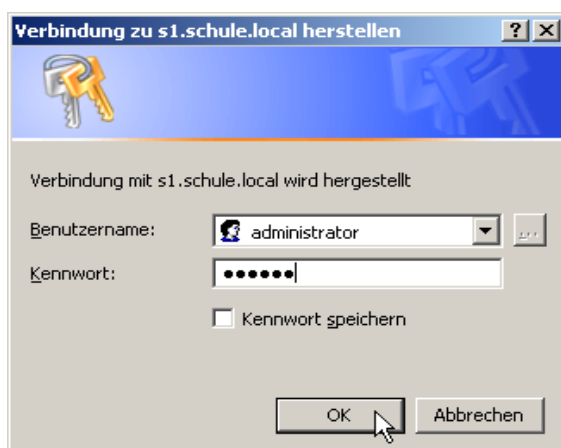 Verbindung zu s1.schule.local herstellen
Verbindung mit s1.schule.local wird hergestellt
Benutzername: administrator ...
Kennwort: ●●●●●●
Kennwort speichern
OK Abbrechen